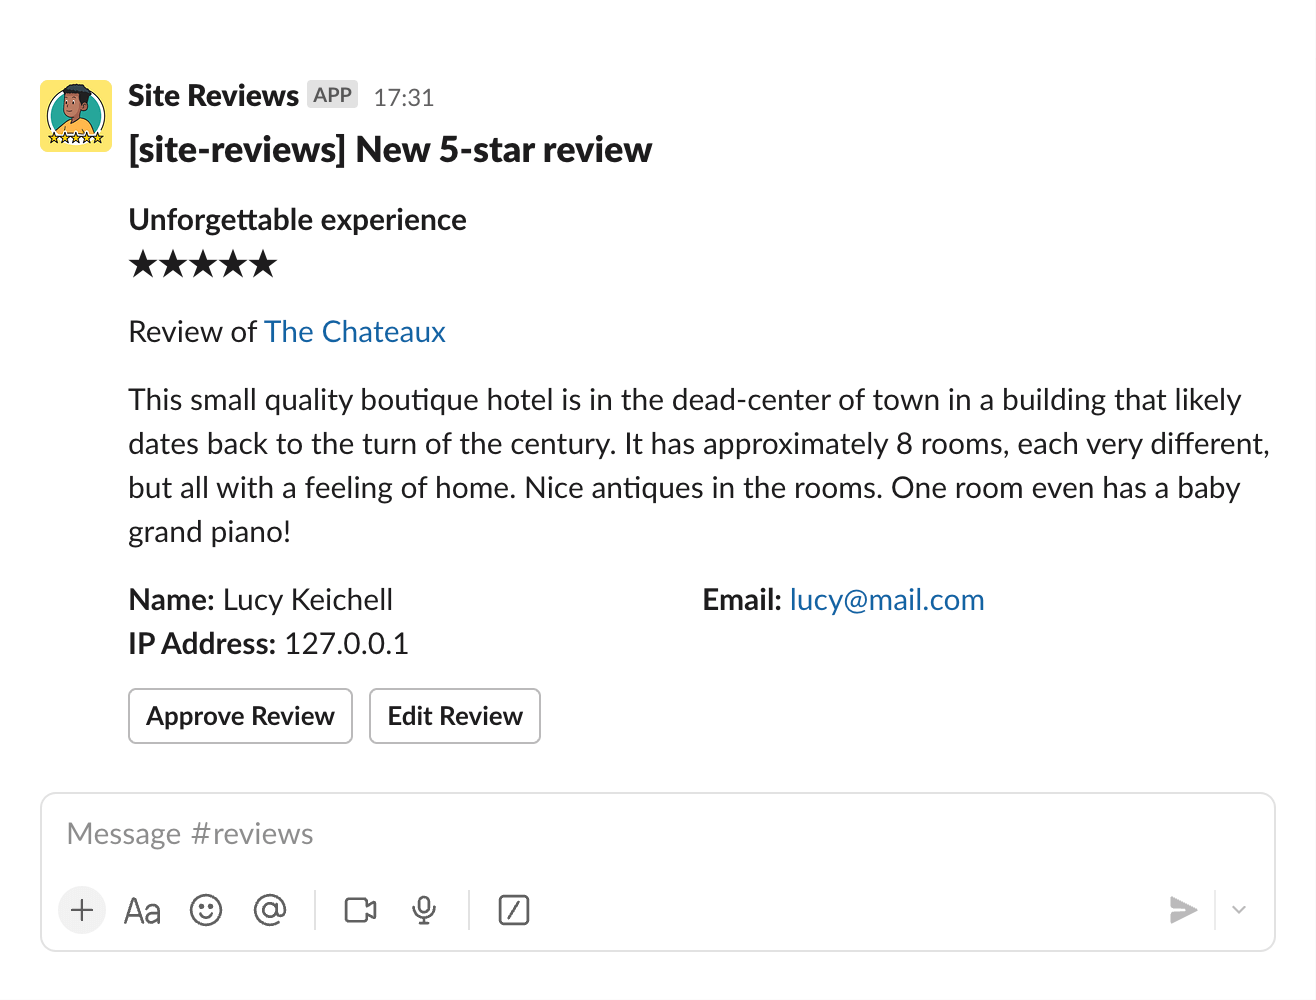 Site Reviews APP 17:31
[site-reviews] New 5-star review
Unforgettable experience
★★★★★
Review of The Chateaux
This small quality boutique hotel is in the dead-center of town in a building that likely
dates back to the turn of the century. It has approximately 8 rooms, each very different,
but all with a feeling of home. Nice antiques in the rooms. One room even has a baby
grand piano!
Name: Lucy Keichell Email: lucy@mail.com
IP Address: 127.0.0.1
Approve Review Edit Review
Message #reviews
Aa